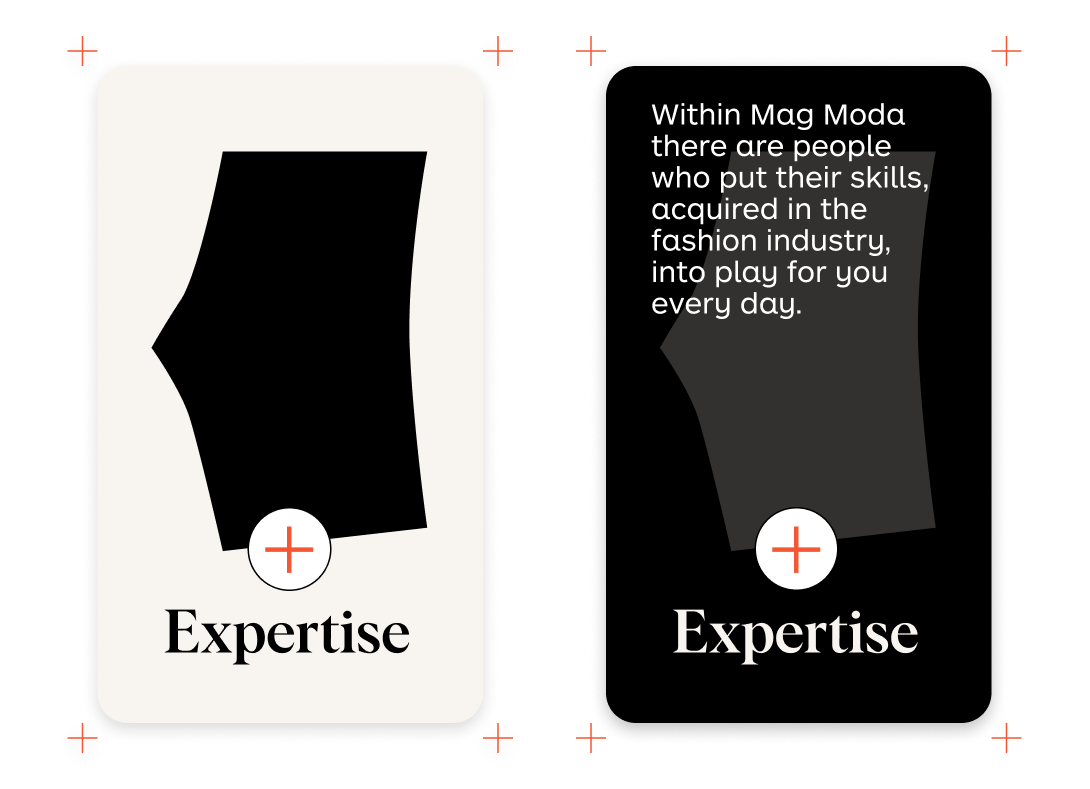 Expertise
Within Mag Moda
there are people
who put their skills,
acquired in the
fashion industry,
into play for you
every day.
Expertise